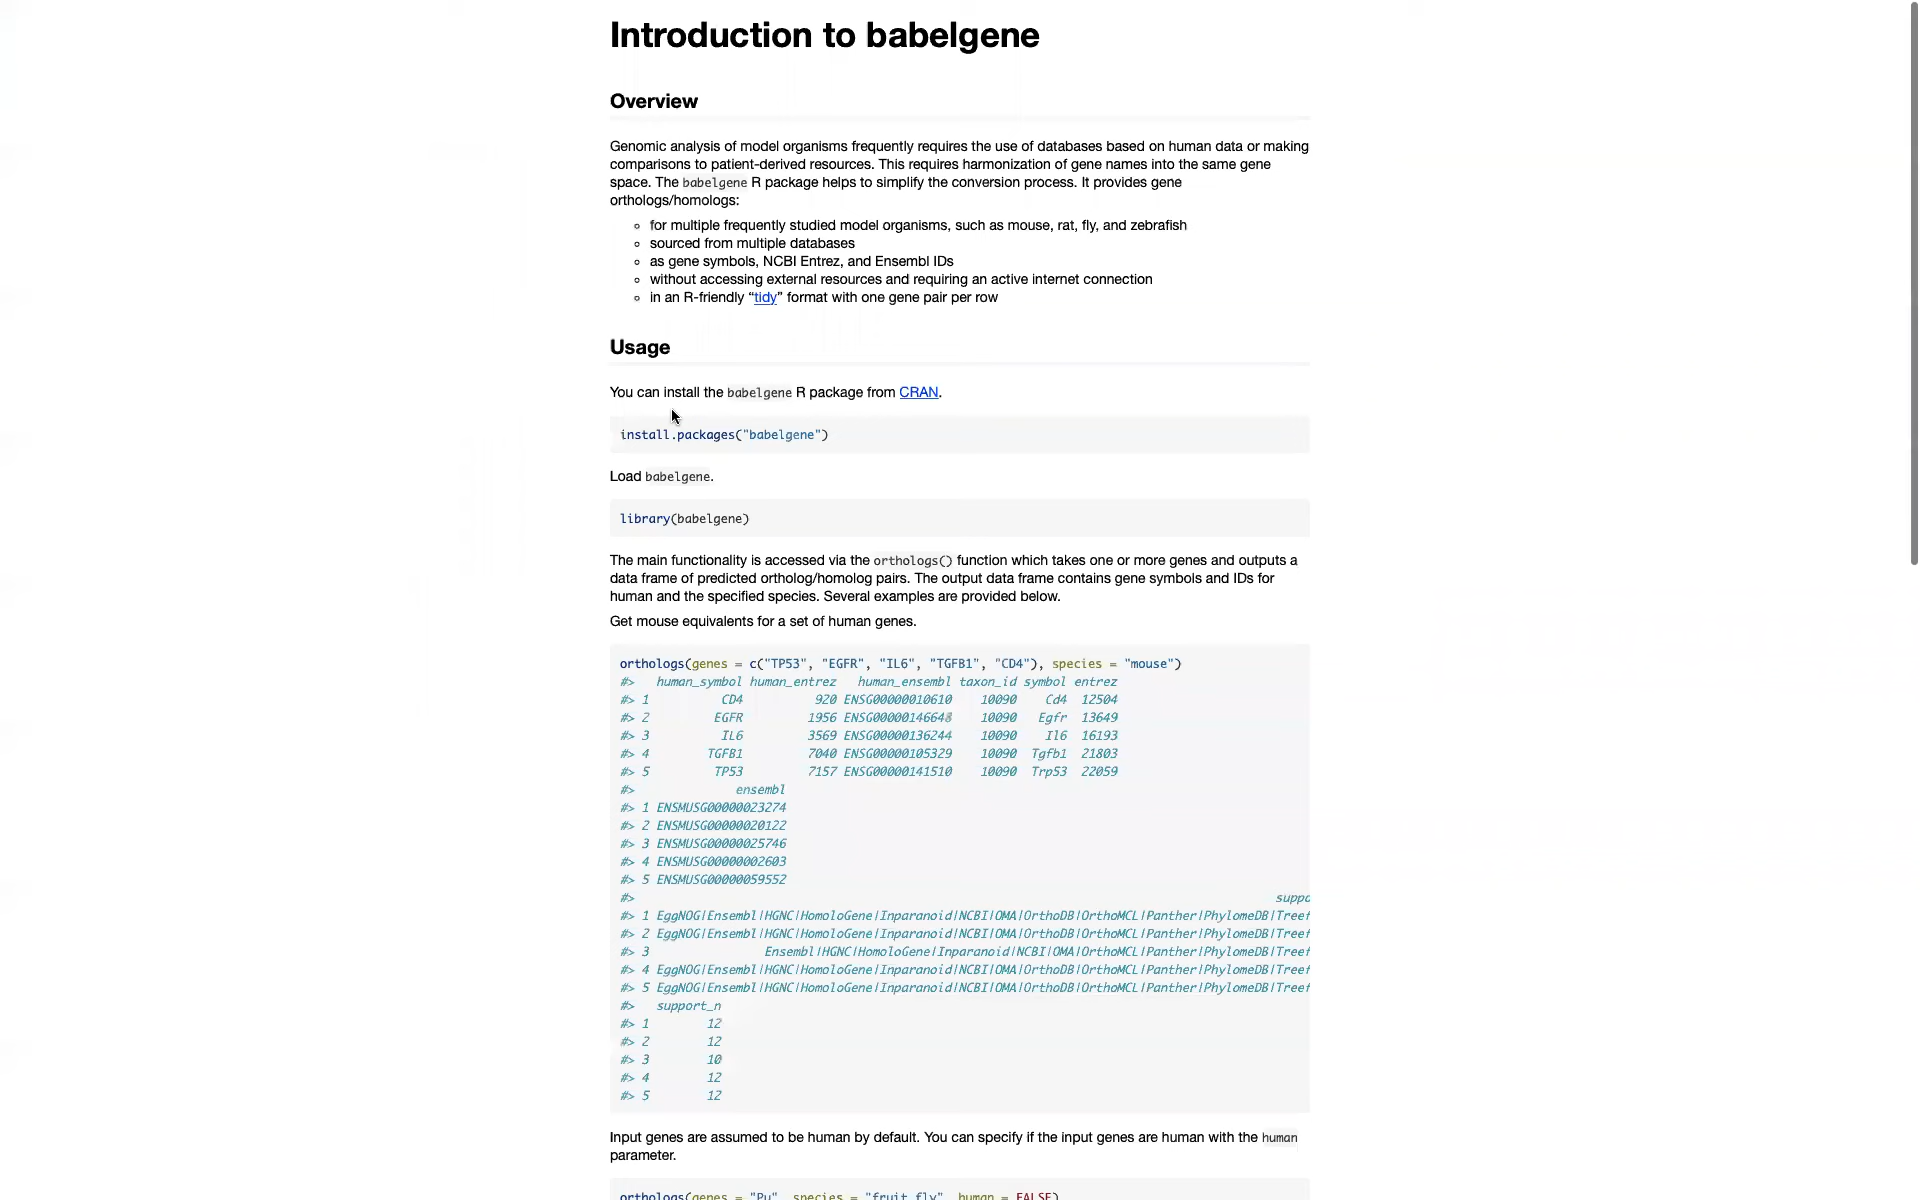 Introduction to babelgene
Overview
Genomic analysis of model organisms frequently requires the use of databases based on human data or making
comparisons to patient-derived resources. This requires harmonization of gene names into the same gene
space. The babelgene R package helps to simplify the conversion process. It provides gene
orthologs/homologs:
◦ for multiple frequently studied model organisms, such as mouse, rat, fly, and zebrafish
◦ sourced from multiple databases
◦ as gene symbols, NCBI Entrez, and Ensembl IDs
◦ without accessing external resources and requiring an active internet connection
◦ in an R-friendly “tidy” format with one gene pair per row
Usage
You can install the babelgene R package from CRAN.
install.packages("babelgene")
Load babelgene.
library(babelgene)
The main functionality is accessed via the orthologs() function which takes one or more genes and outputs a
data frame of predicted ortholog/homolog pairs. The output data frame contains gene symbols and IDs for
human and the specified species. Several examples are provided below.
Get mouse equivalents for a set of human genes.
orthologs(genes = c("TP53", "EGFR", "IL6", "TGFB1", "CD4"), species = "mouse")
#> human_symbol human_entrez human_ensembl taxon_id symbol entrez
#> 1 CD4 920 ENSG00000010610 10090 Cd4 12504
#> 2 EGFR 1956 ENSG00000146648 10090 Egfr 13649
#> 3 IL6 3569 ENSG00000136244 10090 Il6 16193
#> 4 TGFB1 7040 ENSG00000105329 10090 Tgfb1 21803
#> 5 TP53 7157 ENSG00000141510 10090 Trp53 22059
#> ensembl
#> 1 ENSMUSG00000023274
#> 2 ENSMUSG00000020122
#> 3 ENSMUSG00000025746
#> 4 ENSMUSG00000002603
#> 5 ENSMUSG00000059552
#> suppo
#> 1 EggNOG|Ensembl|HGNC|HomoloGene|Inparanoid|NCBI|OMA|OrthoDB|OrthoMCL|Panther|PhylomeDB|Treef
#> 2 EggNOG|Ensembl|HGNC|HomoloGene|Inparanoid|NCBI|OMA|OrthoDB|OrthoMCL|Panther|PhylomeDB|Treef
#> 3 Ensembl|HGNC|HomoloGene|Inparanoid|NCBI|OMA|OrthoMCL|Panther|PhylomeDB|Treef
#> 4 EggNOG|Ensembl|HGNC|HomoloGene|Inparanoid|NCBI|OMA|OrthoDB|OrthoMCL|Panther|PhylomeDB|Treef
#> 5 EggNOG|Ensembl|HGNC|HomoloGene|Inparanoid|NCBI|OMA|OrthoDB|OrthoMCL|Panther|PhylomeDB|Treef
#> support_n
#> 1 12
#> 2 12
#> 3 10
#> 4 12
#> 5 12
Input genes are assumed to be human by default. You can specify if the input genes are human with the human
parameter.
orthologs(genes = "Pu", species = "fruit fly", human = FALSE)